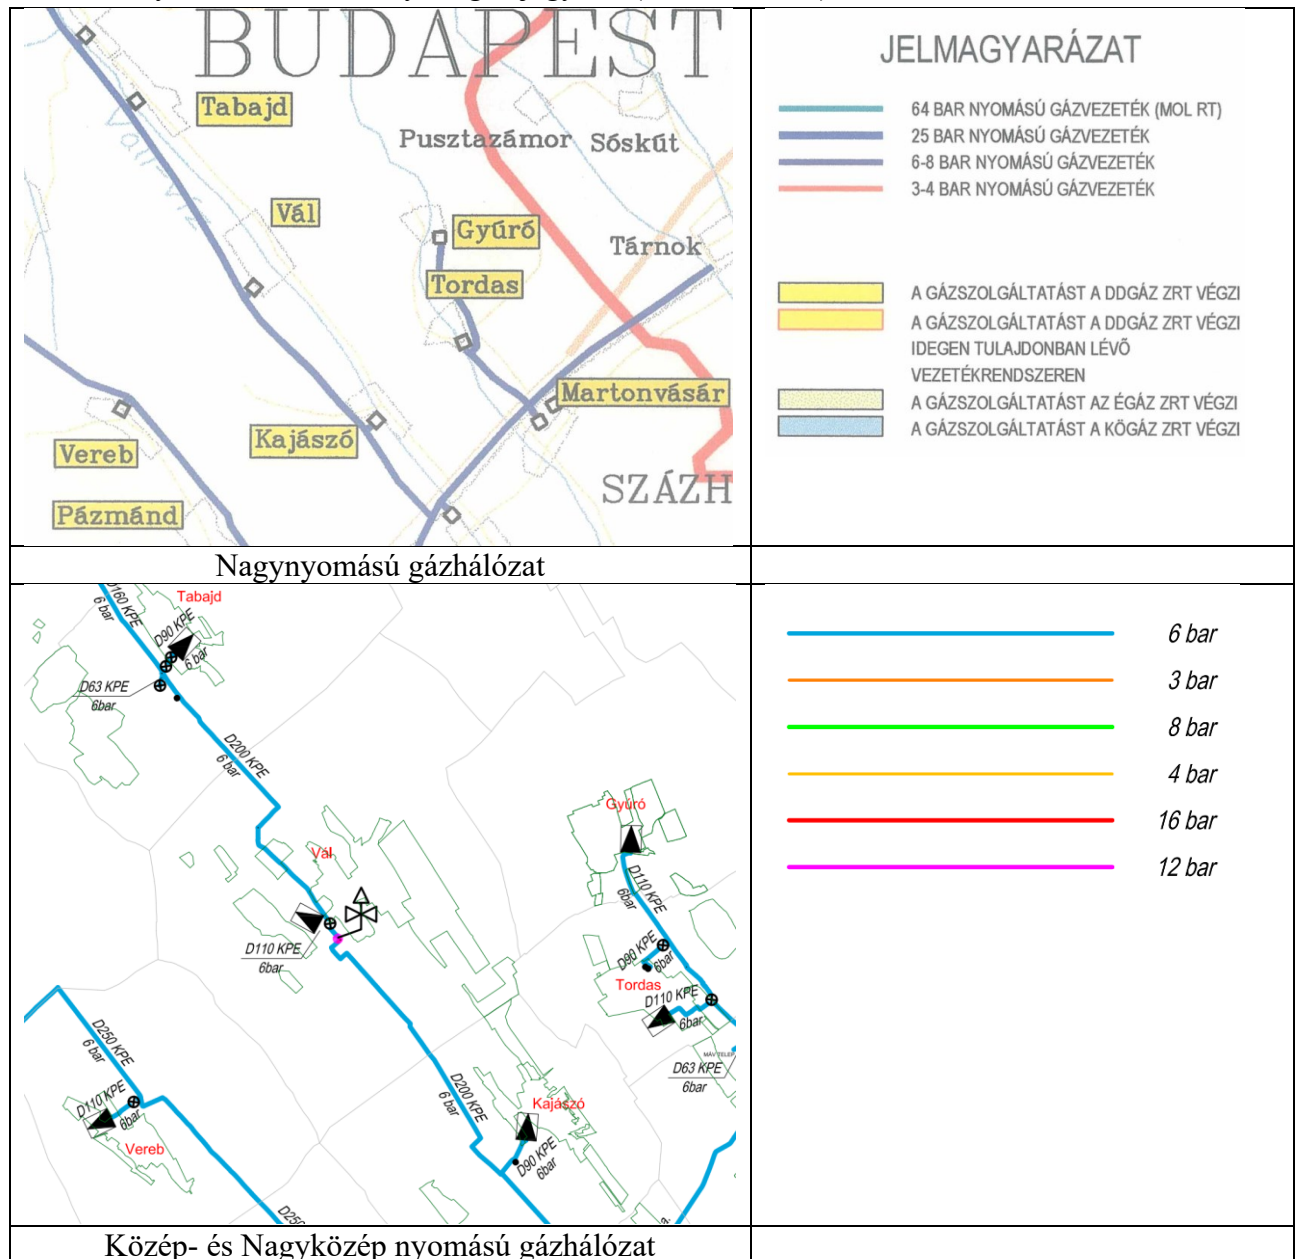 BUDAPEST
Tabajd
Pusztazámor Sóskút
Vál
Gyúró
Tárnok
Tordas
Martonvásár
Kajászó
Vereb
SZÁZH
Pázmánd
JELMAGYARÁZAT
64 BAR NYOMÁSÚ GÁZVEZETÉK (MOL RT)
25 BAR NYOMÁSÚ GÁZVEZETÉK
6-8 BAR NYOMÁSÚ GÁZVEZETÉK
3-4 BAR NYOMÁSÚ GÁZVEZETÉK
A GÁZSZOLGÁLTATÁST A DDGÁZ ZRT VÉGZI
A GÁZSZOLGÁLTATÁST A DDGÁZ ZRT VÉGZI
IDEGEN TULAJDONBAN LÉVŐ
VEZETÉKRENDSZEREN
A GÁZSZOLGÁLTATÁST AZ ÉGÁZ ZRT VÉGZI
A GÁZSZOLGÁLTATÁST A KÖGÁZ ZRT VÉGZI
Nagynyomású gázhálózat
D160 KPE
6 bar
Tabajd
D90 KPE
6 bar
D63 KPE
6bar
D200 KPE
6 bar
Gyúró
Vál
D110 KPE
6bar
D110 KPE
6bar
D90 KPE
6bar
Tordas
D110 KPE
6bar
MÁV TELEP
D63 KPE
6bar
D250 KPE
6 bar
D110 KPE
6bar
Vereb
D200 KPE
6 bar
Kajászó
D90 KPE
6bar
D250
6 bar
3 bar
8 bar
4 bar
16 bar
12 bar
Közép- és Nagyközép nyomású gázhálózat